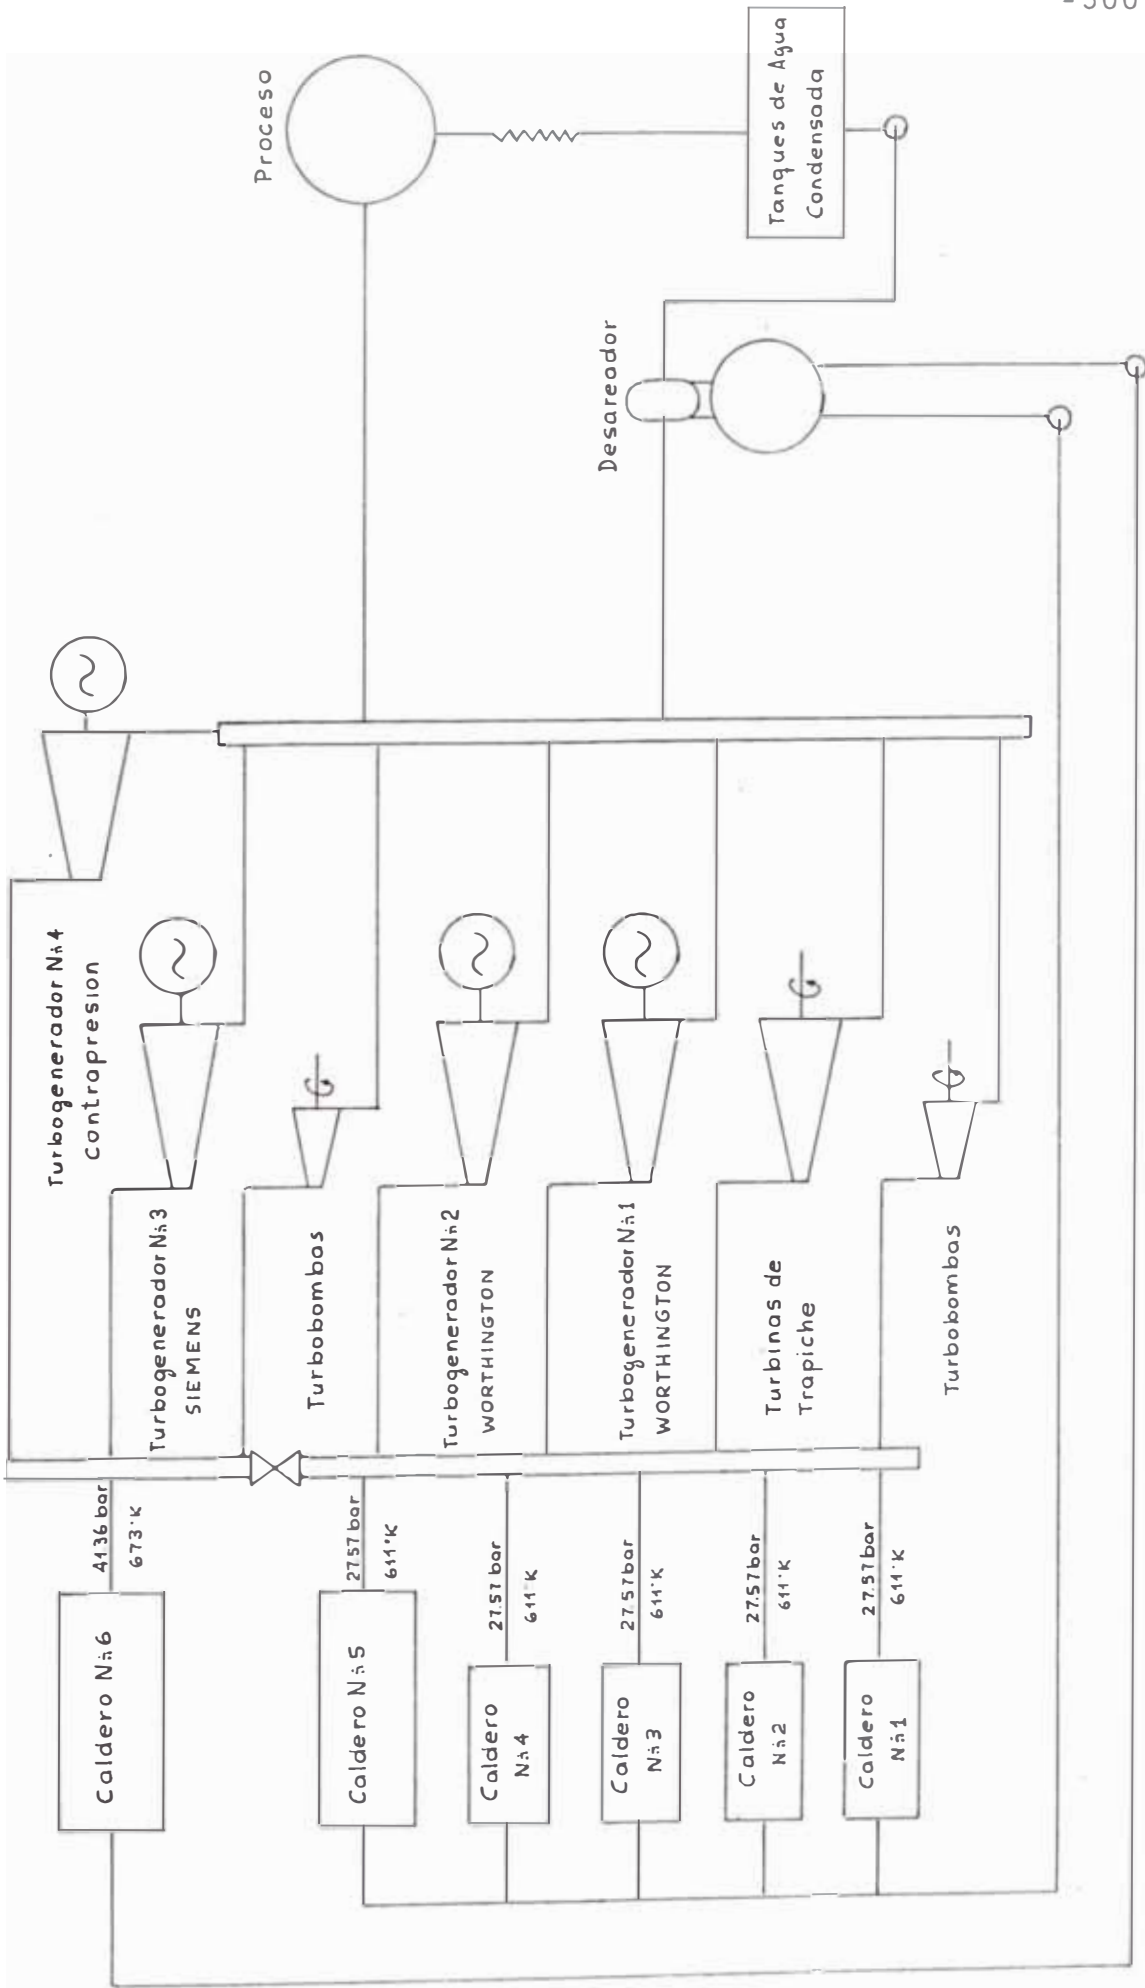 -300
Proceso
Tanques de Agua
Condensada
Desareador
Turbogenerador Nº4
Contrapresion
Turbogenerador Nº3
SIEMENS
Turbobombas
Turbogenerador Nº2
WORTHINGTON
Turbogenerador Nº1
WORTHINGTON
Turbinas de
Trapiche
Turbobombas
41.36 bar
673°K
27.57 bar
611°K
27.57 bar
611°K
27.57 bar
611°K
27.57 bar
611°K
27.57 bar
611°K
Caldero Nº6
Caldero Nº5
Caldero
Nº4
Caldero
Nº3
Caldero
Nº2
Caldero
Nº1